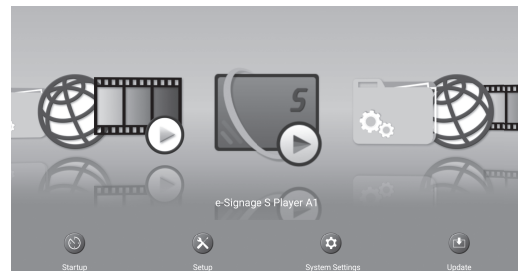 S
e-Signage S Player A1
Startup
Setup
System Settings
Update